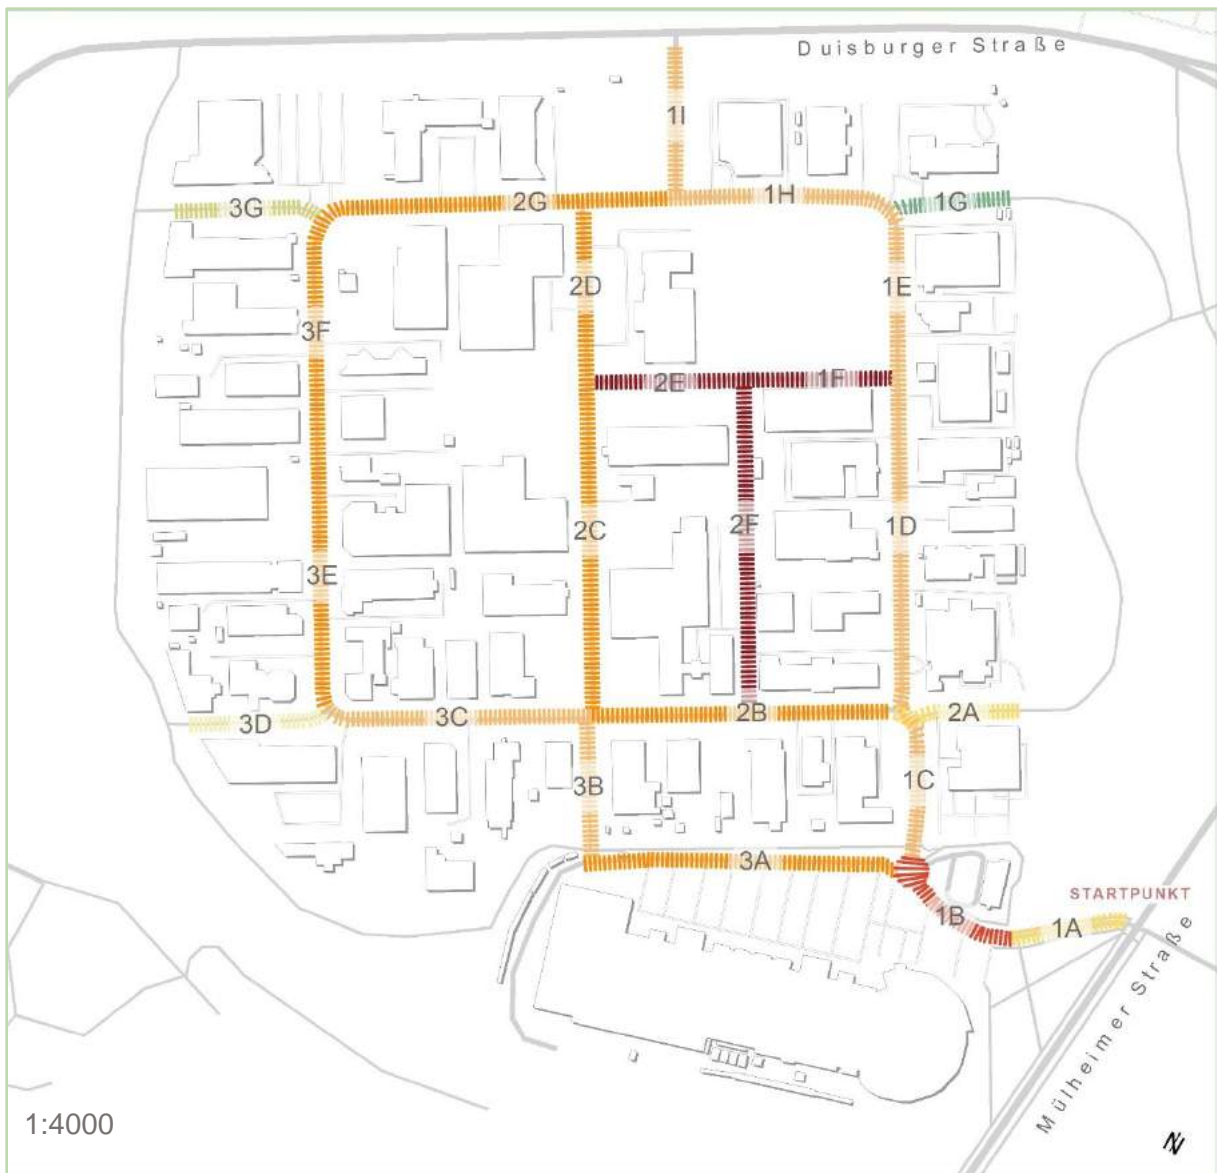 Duisburger Straße
1I
1H
3G
2G
1G
2D
1E
3F
2E
1F
2C
2F
1D
3E
3D
3C
2B
2A
3B
1C
3A
STARTPUNKT
1B
1A
Mülheimer Straße
1:4000
N